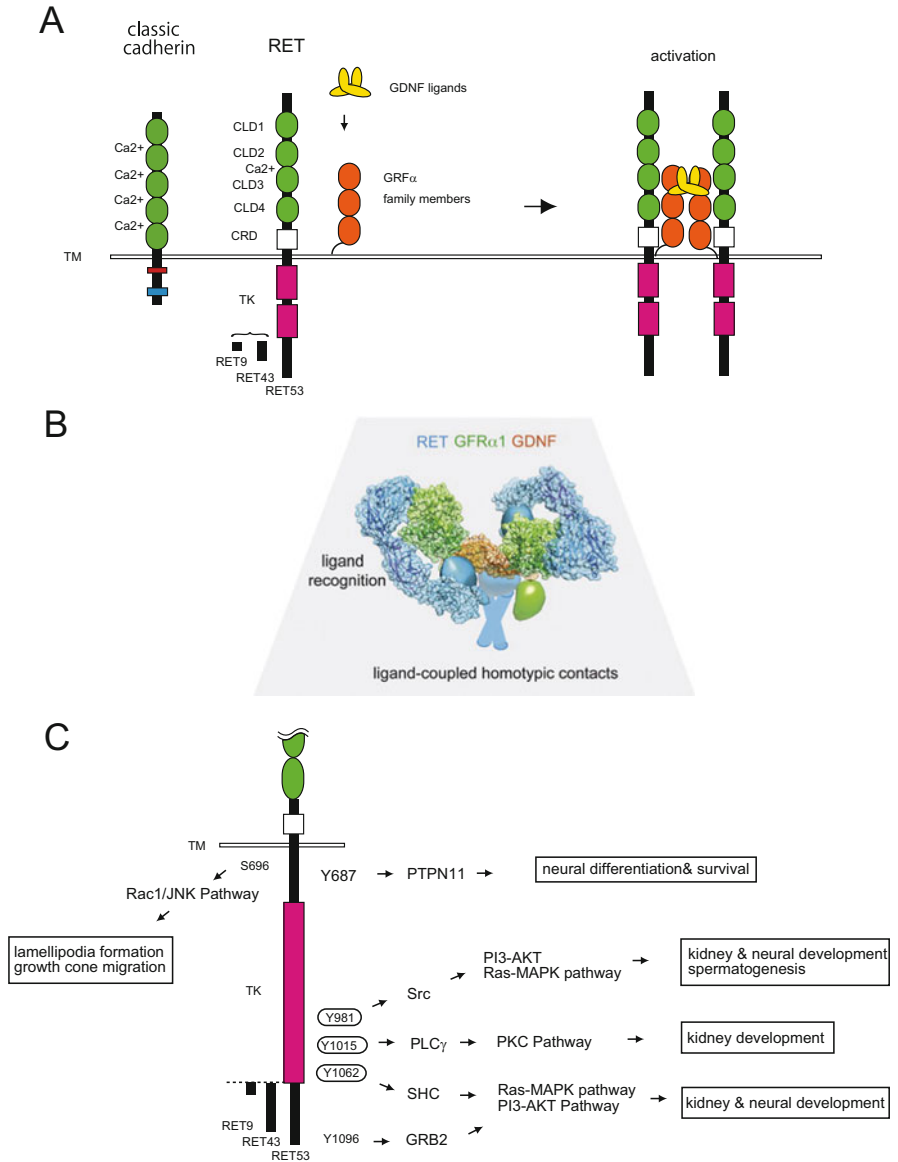 A
classic
cadherin
RET
GDNF ligands
activation
CLD1
CLD2
Ca2+
CLD3
CLD4
CRD
Ca2+
Ca2+
Ca2+
Ca2+
GRFα
family members
TM
TK
RET9
RET43
RET53
B
RET GFRα1 GDNF
ligand
recognition
ligand-coupled homotypic contacts
C
TM
S696
Rac1/JNK Pathway
lamellipodia formation
growth cone migration
Y687
PTPN11
neural differentiation& survival
TK
Y981
Src
PI3-AKT
Ras-MAPK pathway
kidney & neural development
spermatogenesis
Y1015
PLCγ
PKC Pathway
kidney development
Y1062
SHC
Ras-MAPK pathway
PI3-AKT Pathway
kidney & neural development
Y1096
GRB2
RET9
RET43
RET53